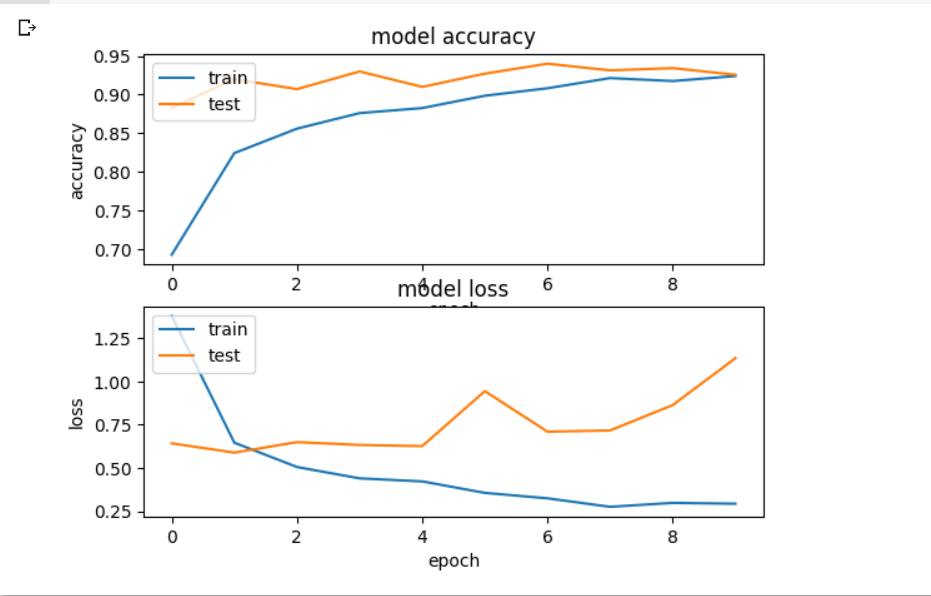 model accuracy
0.95
0.90
0.85
0.80
0.75
0.70
accuracy
train
test
0 2 4 6 8
epoch
model loss
1.25
1.00
0.75
0.50
0.25
loss
train
test
0 2 4 6 8
epoch